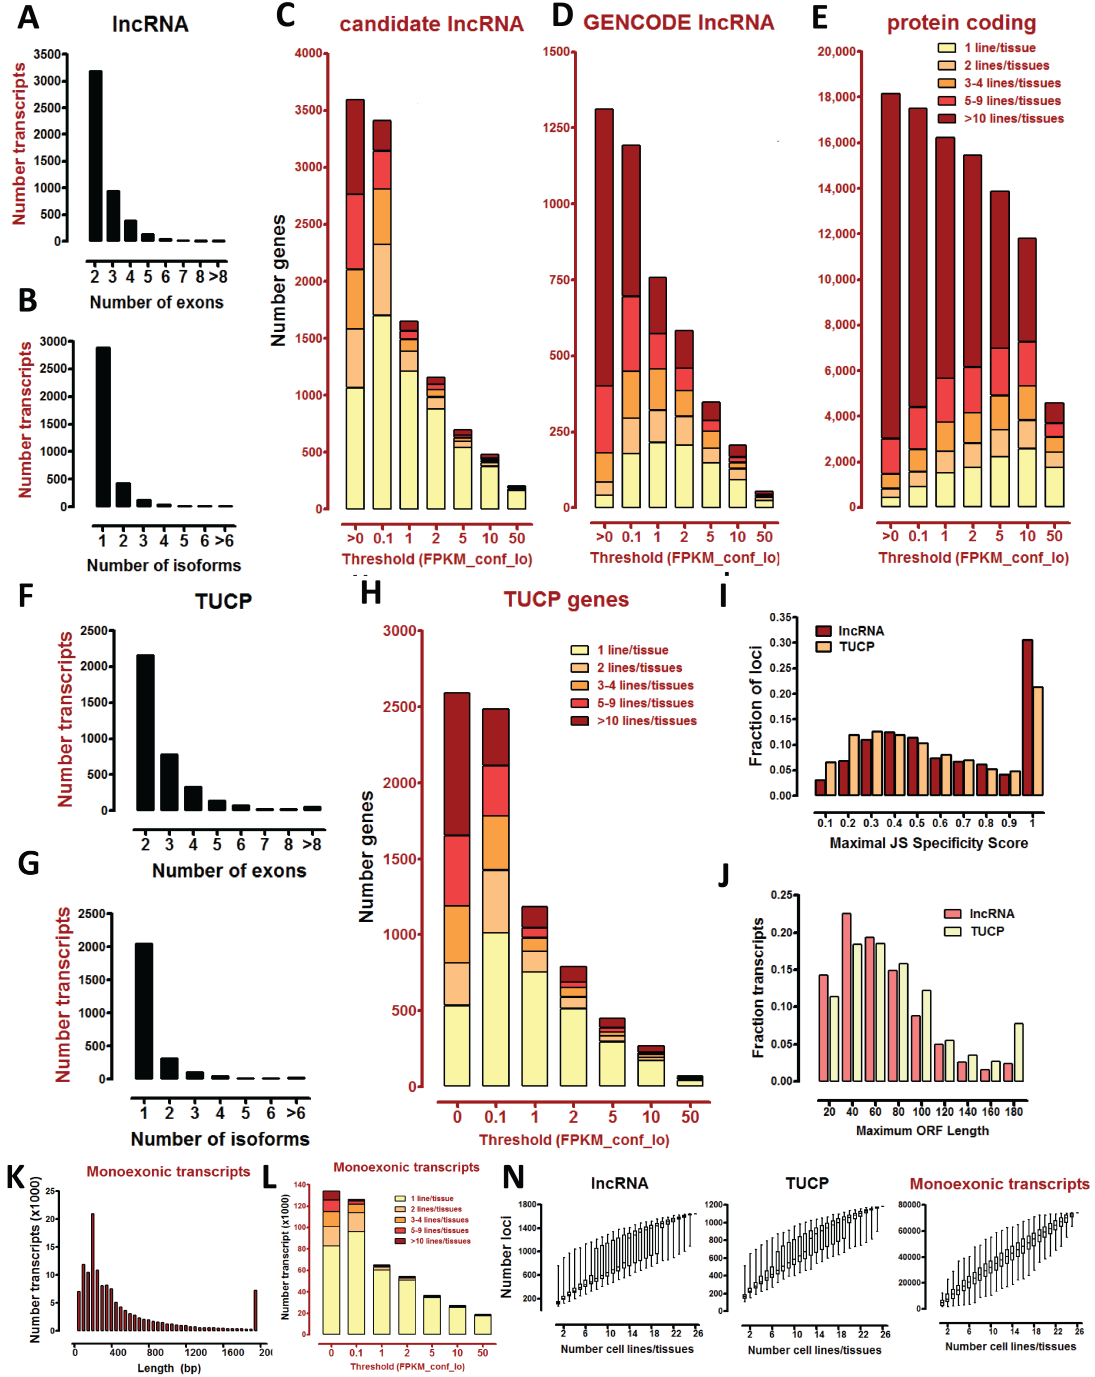 A
lncRNA
Number transcripts
3500
3000
2500
2000
1500
1000
500
0
2 3 4 5 6 7 8 >8
Number of exons
B
Number transcripts
3000
2500
2000
1500
1000
500
0
1 2 3 4 5 6 >6
Number of isoforms
C
candidate lncRNA
Number genes
4000
3500
3000
2500
2000
1500
1000
500
0
>0 0.1 1 2 5 10 50
Threshold (FPKM_conf_lo)
D
GENCODE lncRNA
1500
1250
1000
750
500
250
0
>0 0.1 1 2 5 10 50
Threshold (FPKM_conf_lo)
E
protein coding
1 line/tissue
2 lines/tissues
3-4 lines/tissues
5-9 lines/tissues
>10 lines/tissues
20,000
18,000
16,000
14,000
12,000
10,000
8,000
6,000
4,000
2,000
0
>0 0.1 1 2 5 10 50
Threshold (FPKM_conf_lo)
F
TUCP
Number transcripts
2500
2000
1500
1000
500
0
2 3 4 5 6 7 8 >8
Number of exons
G
Number transcripts
2500
2000
1500
1000
500
0
1 2 3 4 5 6 >6
Number of isoforms
H
TUCP genes
1 line/tissue
2 lines/tissues
3-4 lines/tissues
5-9 lines/tissues
>10 lines/tissues
Number genes
3000
2500
2000
1500
1000
500
0
0 0.1 1 2 5 10 50
Threshold (FPKM_conf_lo)
I
lncRNA
TUCP
Fraction of loci
0.35
0.30
0.25
0.20
0.15
0.10
0.05
0.00
0.1 0.2 0.3 0.4 0.5 0.6 0.7 0.8 0.9 1
Maximal JS Specificity Score
J
lncRNA
TUCP
Fraction transcripts
0.25
0.20
0.15
0.10
0.05
0.00
20 40 60 80 100 120 140 160 180
Maximum ORF Length
K
Monoexonic transcripts
Number transcripts (x1000)
25
20
15
10
5
0
0 400 800 1200 1600 200
Length (bp)
L
Monoexonic transcripts
1 line/tissue
2 lines/tissues
3-4 lines/tissues
5-9 lines/tissues
>10 lines/tissues
Number transcript (x1000)
140
120
100
80
60
40
20
0
0 0.1 1 2 5 10 50
Threshold (FPKM_conf_lo)
N
lncRNA
Number loci
1800
1400
1000
600
200
2 6 10 14 18 22 26
Number cell lines/tissues
TUCP
1200
1000
800
600
400
200
0
2 6 10 14 18 22 26
Number cell lines/tissues
Monoexonic transcripts
80000
60000
40000
20000
0
2 6 10 14 18 22 26
Number cell lines/tissues